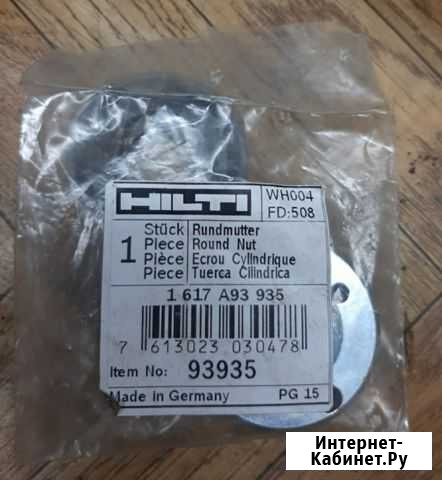 HILTI
WH004
FD:508
1
Stück Rundmutter
Piece Round Nut
Pièce Ecrou Cylindrique
Piece Tuerca Cilindrica
1 617 A93 935
7 613023 030478
Item No: 93935
Made in Germany PG 15
Интернет-
Кабинет.Ру